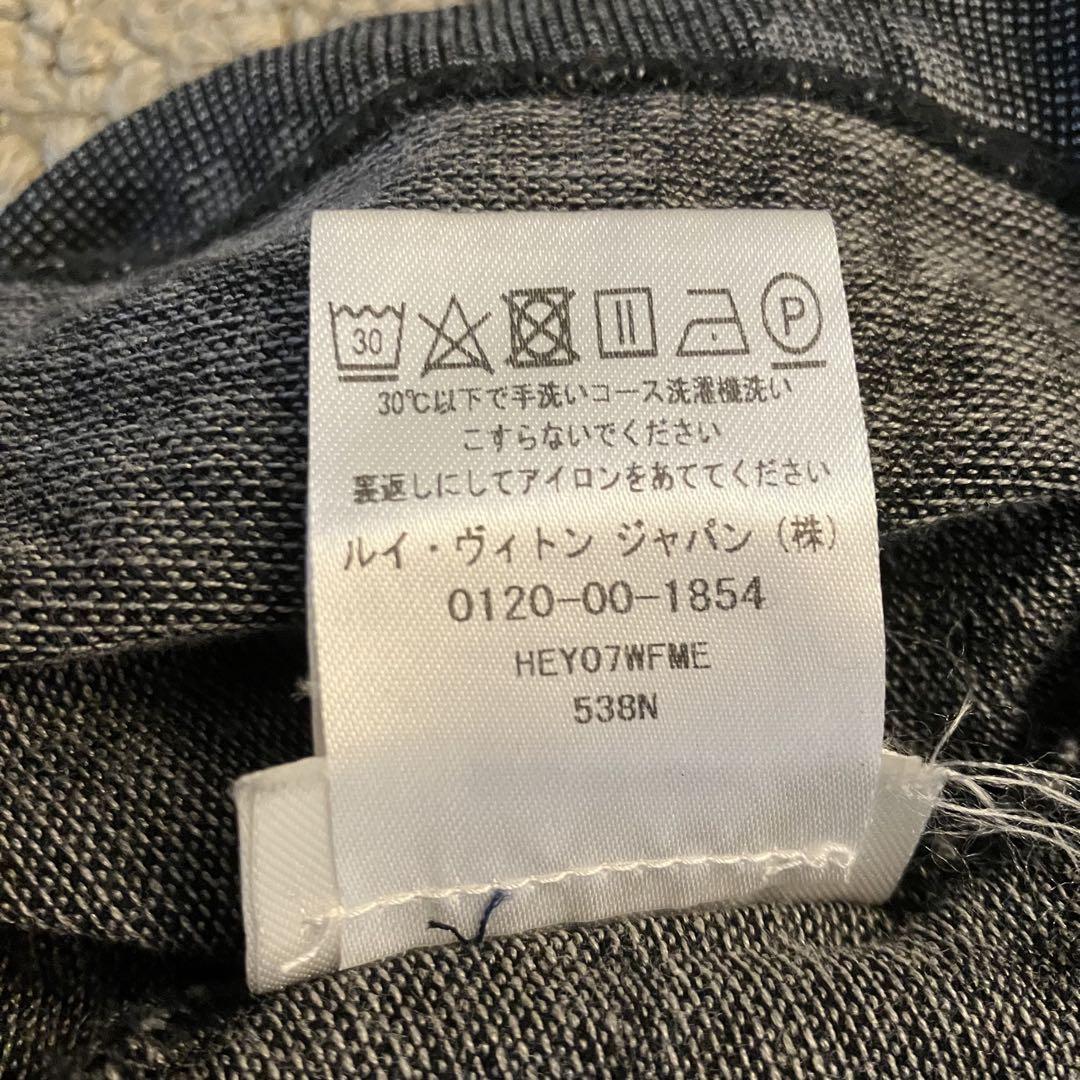 30 P
30℃以下で手洗いコース洗濯機洗い
こすらないでください
裏返しにしてアイロンをあててください
ルイ・ヴィトン ジャパン (株)
0120-00-1854
HEY07WFME
538N